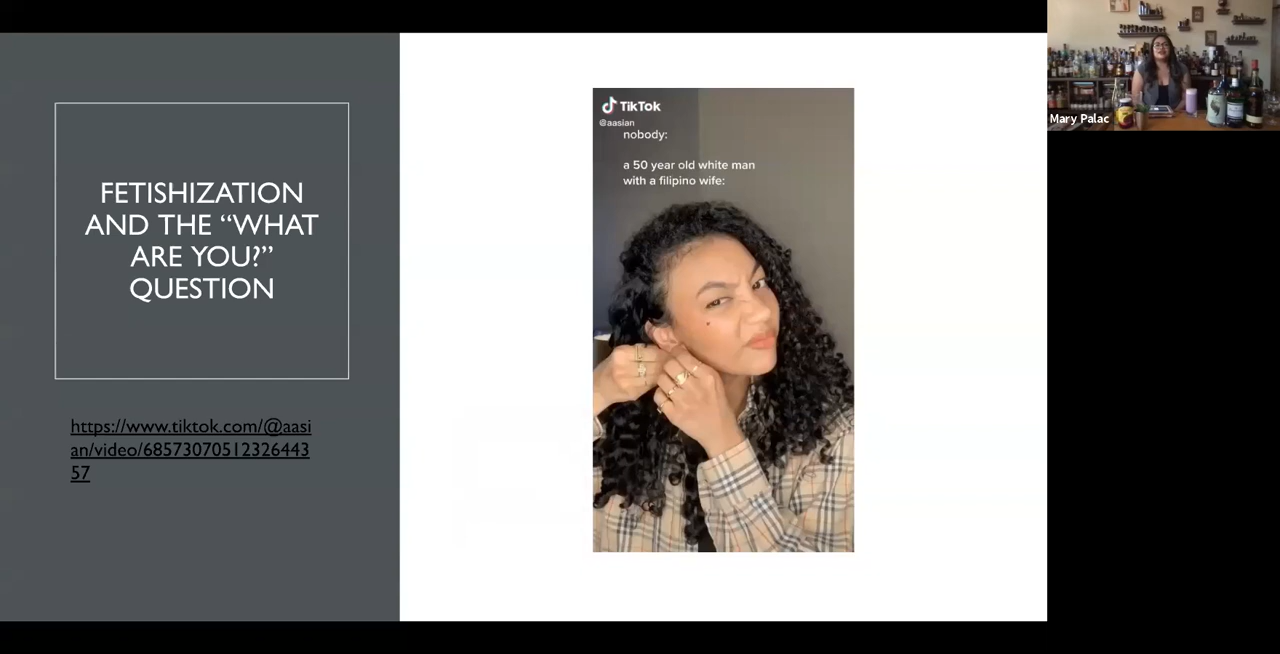 FETISHIZATION
AND THE “WHAT
ARE YOU?”
QUESTION
https://www.tiktok.com/@aasi
an/video/68573070512326443
57
TikTok
@aasian
nobody:
a 50 year old white man
with a filipino wife:
Mary Palac